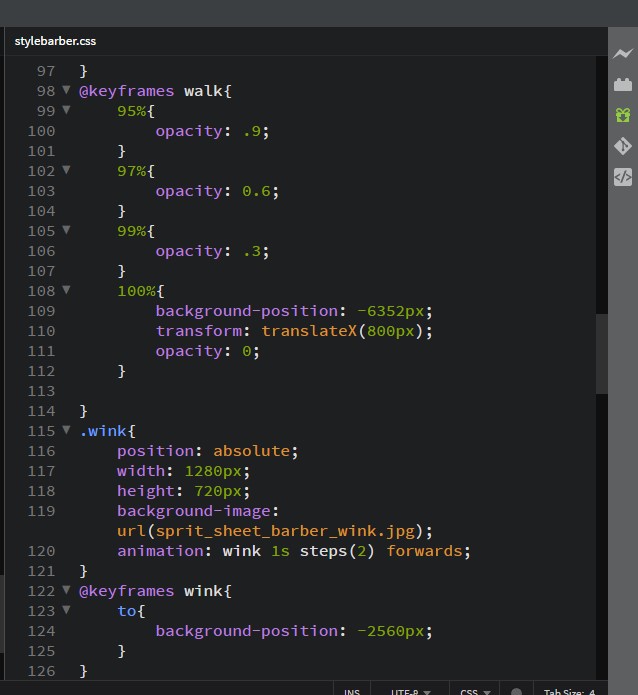 stylebarber.css
97 }
98 @keyframes walk{
99 95%{
100 opacity: .9;
101 }
102 97%{
103 opacity: 0.6;
104 }
105 99%{
106 opacity: .3;
107 }
108 100%{
109 background-position: -6352px;
110 transform: translateX(800px);
111 opacity: 0;
112 }
113
114 }
115 .wink{
116 position: absolute;
117 width: 1280px;
118 height: 720px;
119 background-image:
url(sprit_sheet_barber_wink.jpg);
120 animation: wink 1s steps(2) forwards;
121 }
122 @keyframes wink{
123 to{
124 background-position: -2560px;
125 }
126 }
INS UTF-8 CSS Tab Size: 4